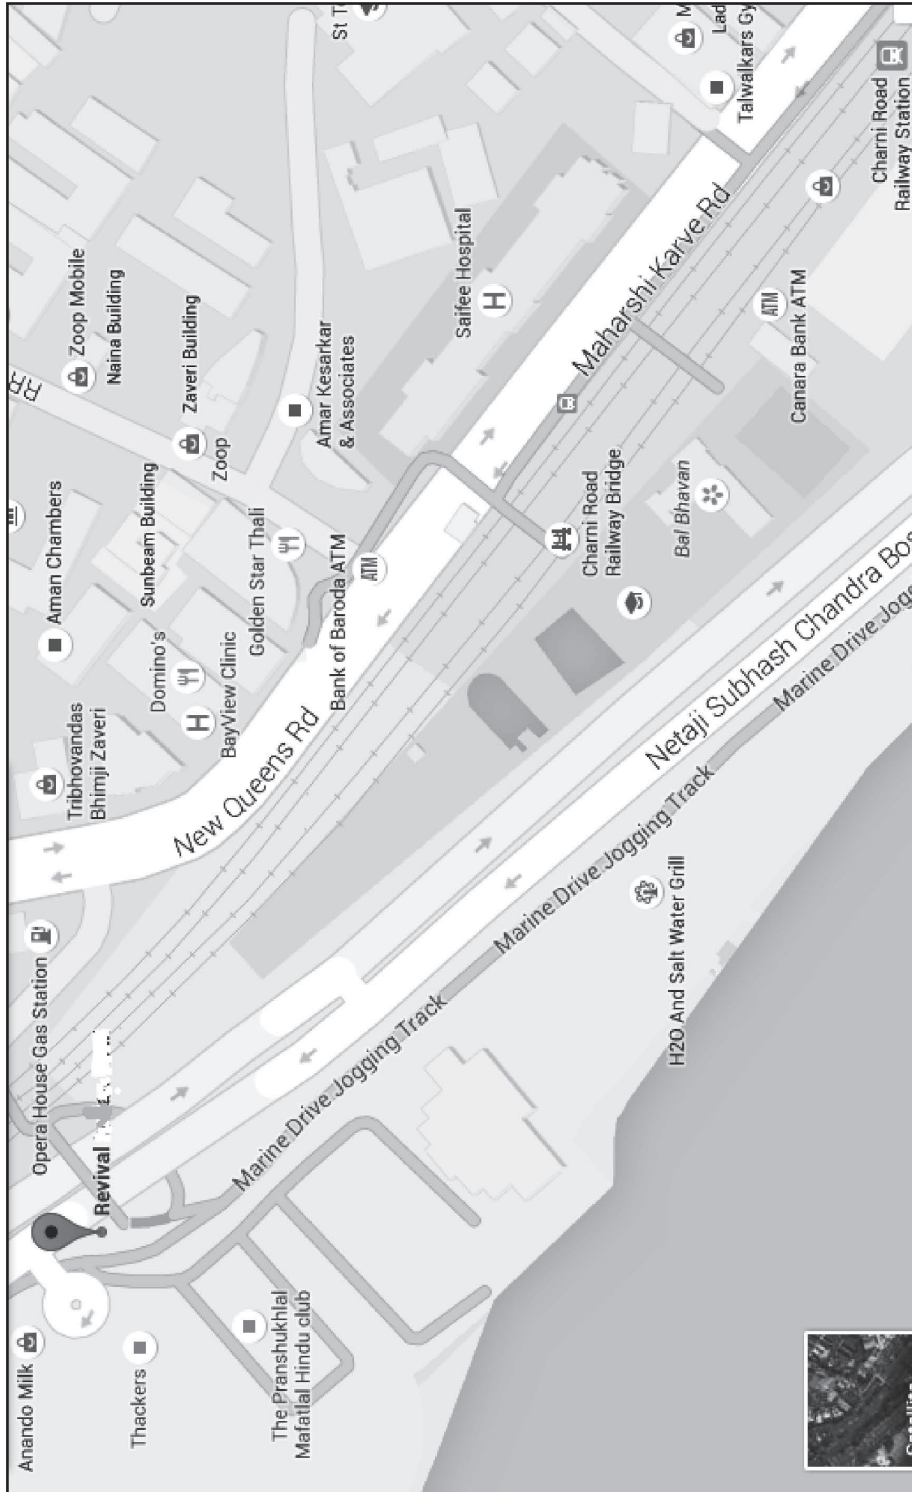 Anando Milk
Opera House Gas Station
Aman Chambers
RR
Tribhovandas
Bhimji Zaveri
Zoop Mobile
Revival
Naina Building
Thackers
Domino's
Sunbeam Building
Zaveri Building
Zoop
BayView Clinic
New Queens Rd
Golden Star Thali
The Pranshukhlal
Mafatlal Hindu club
Marine Drive Jogging Track
Bank of Baroda ATM
ATM
Amar Kesarkar
& Associates
St
H
H
Saifee Hospital
Marine Drive Jogging Track
Charni Road
Railway Bridge
Maharshi Karve Rd
H2O And Salt Water Grill
Bal Bhavan
Netaji Subhash Chandra Bos
M
Lad
Talwalkars Gy
ATM
Canara Bank ATM
Marine Drive Jogg
Charni Road
Railway Station